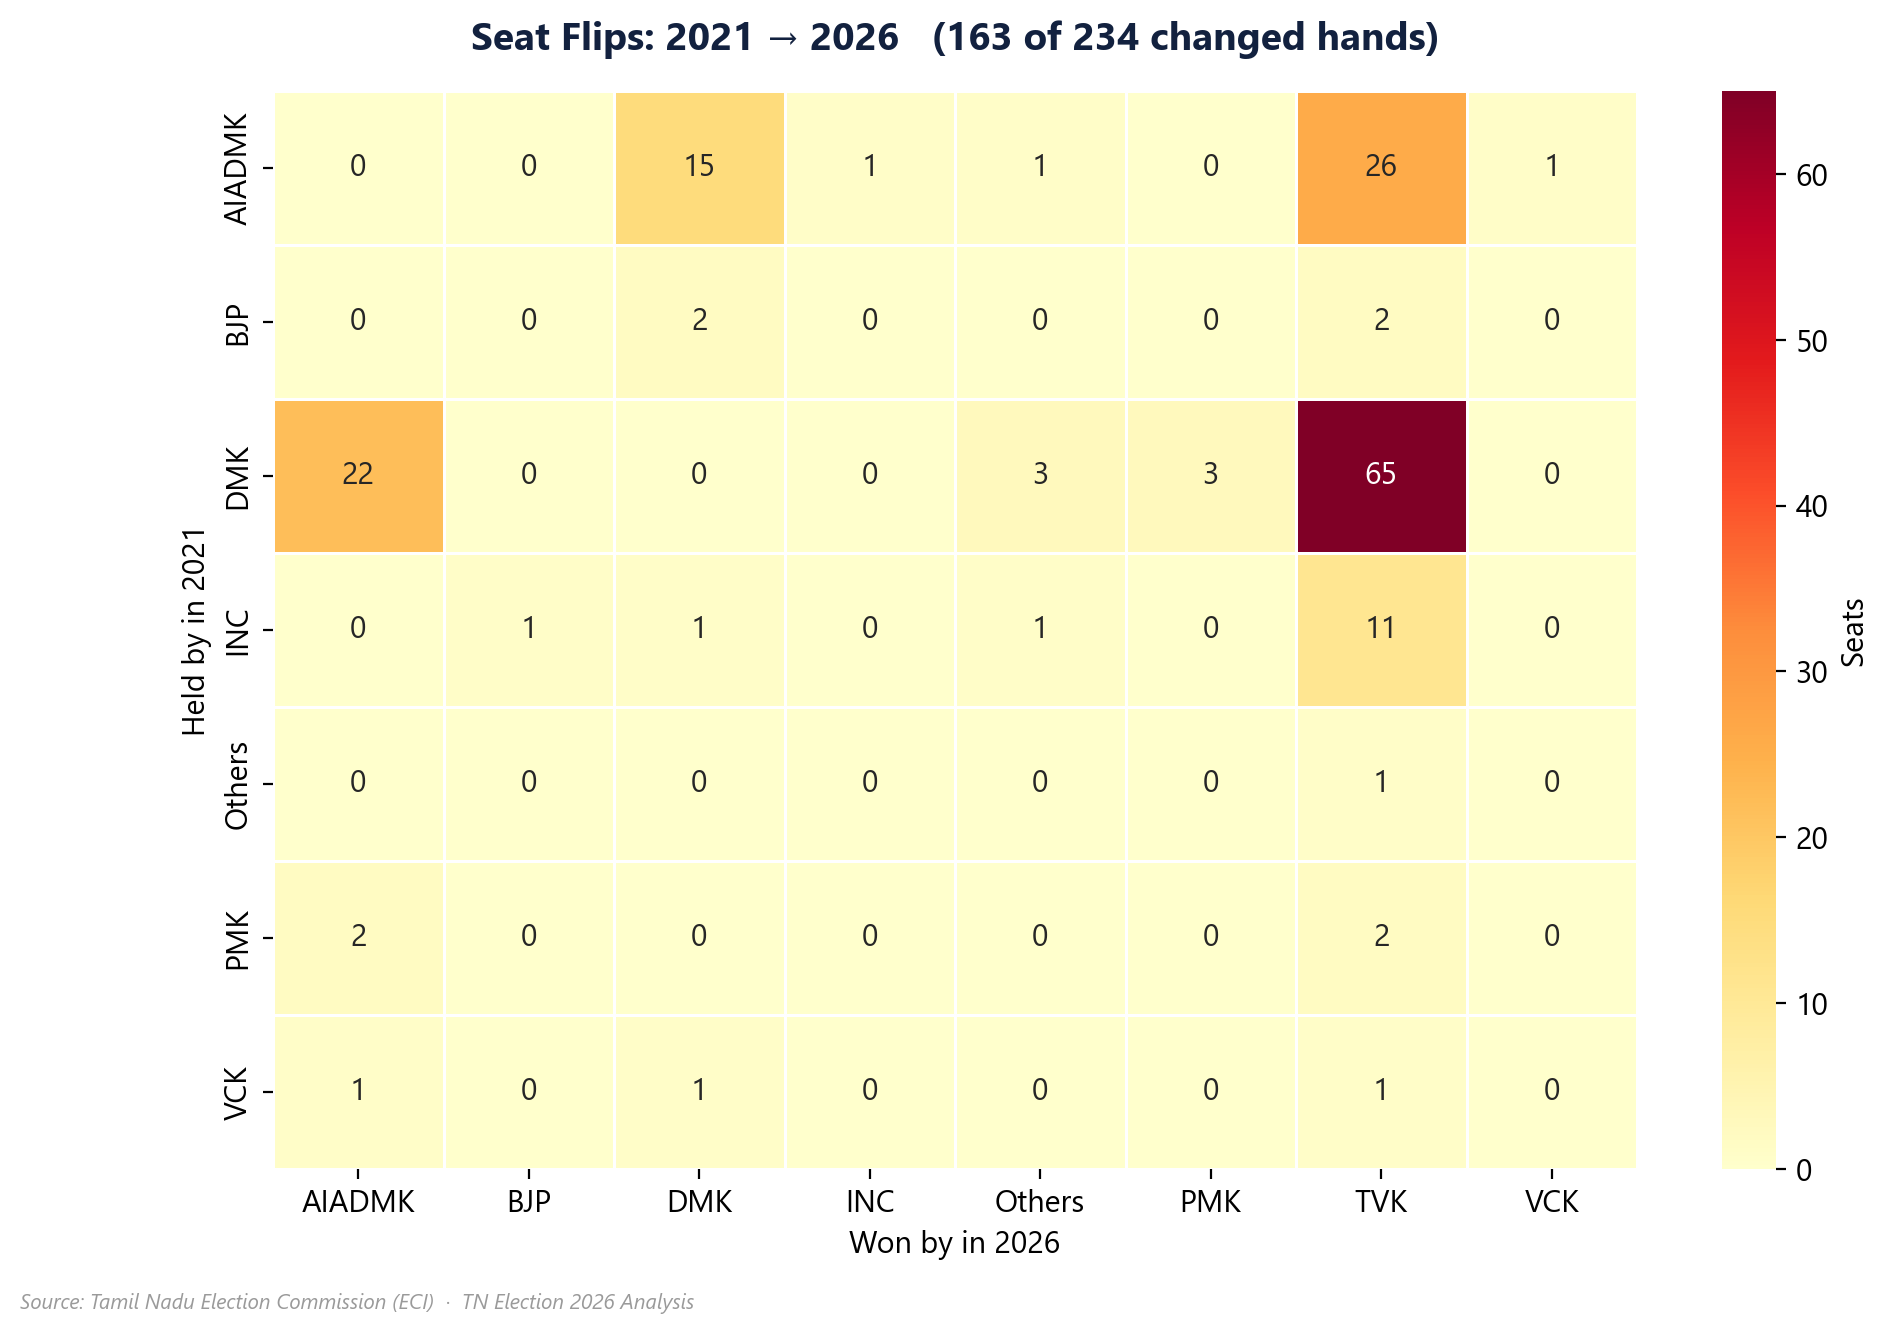 Seat Flips: 2021 → 2026 (163 of 234 changed hands)
Held by in 2021
AIADMK 0 0 15 1 1 0 26 1
BJP 0 0 2 0 0 0 2 0
DMK 22 0 0 0 3 3 65 0
INC 0 1 1 0 1 0 11 0
Others 0 0 0 0 0 0 1 0
PMK 2 0 0 0 0 0 2 0
VCK 1 0 1 0 0 0 1 0
AIADMK BJP DMK INC Others PMK TVK VCK
Won by in 2026
60
50
40
30
20
10
0
Seats
Source: Tamil Nadu Election Commission (ECI) · TN Election 2026 Analysis